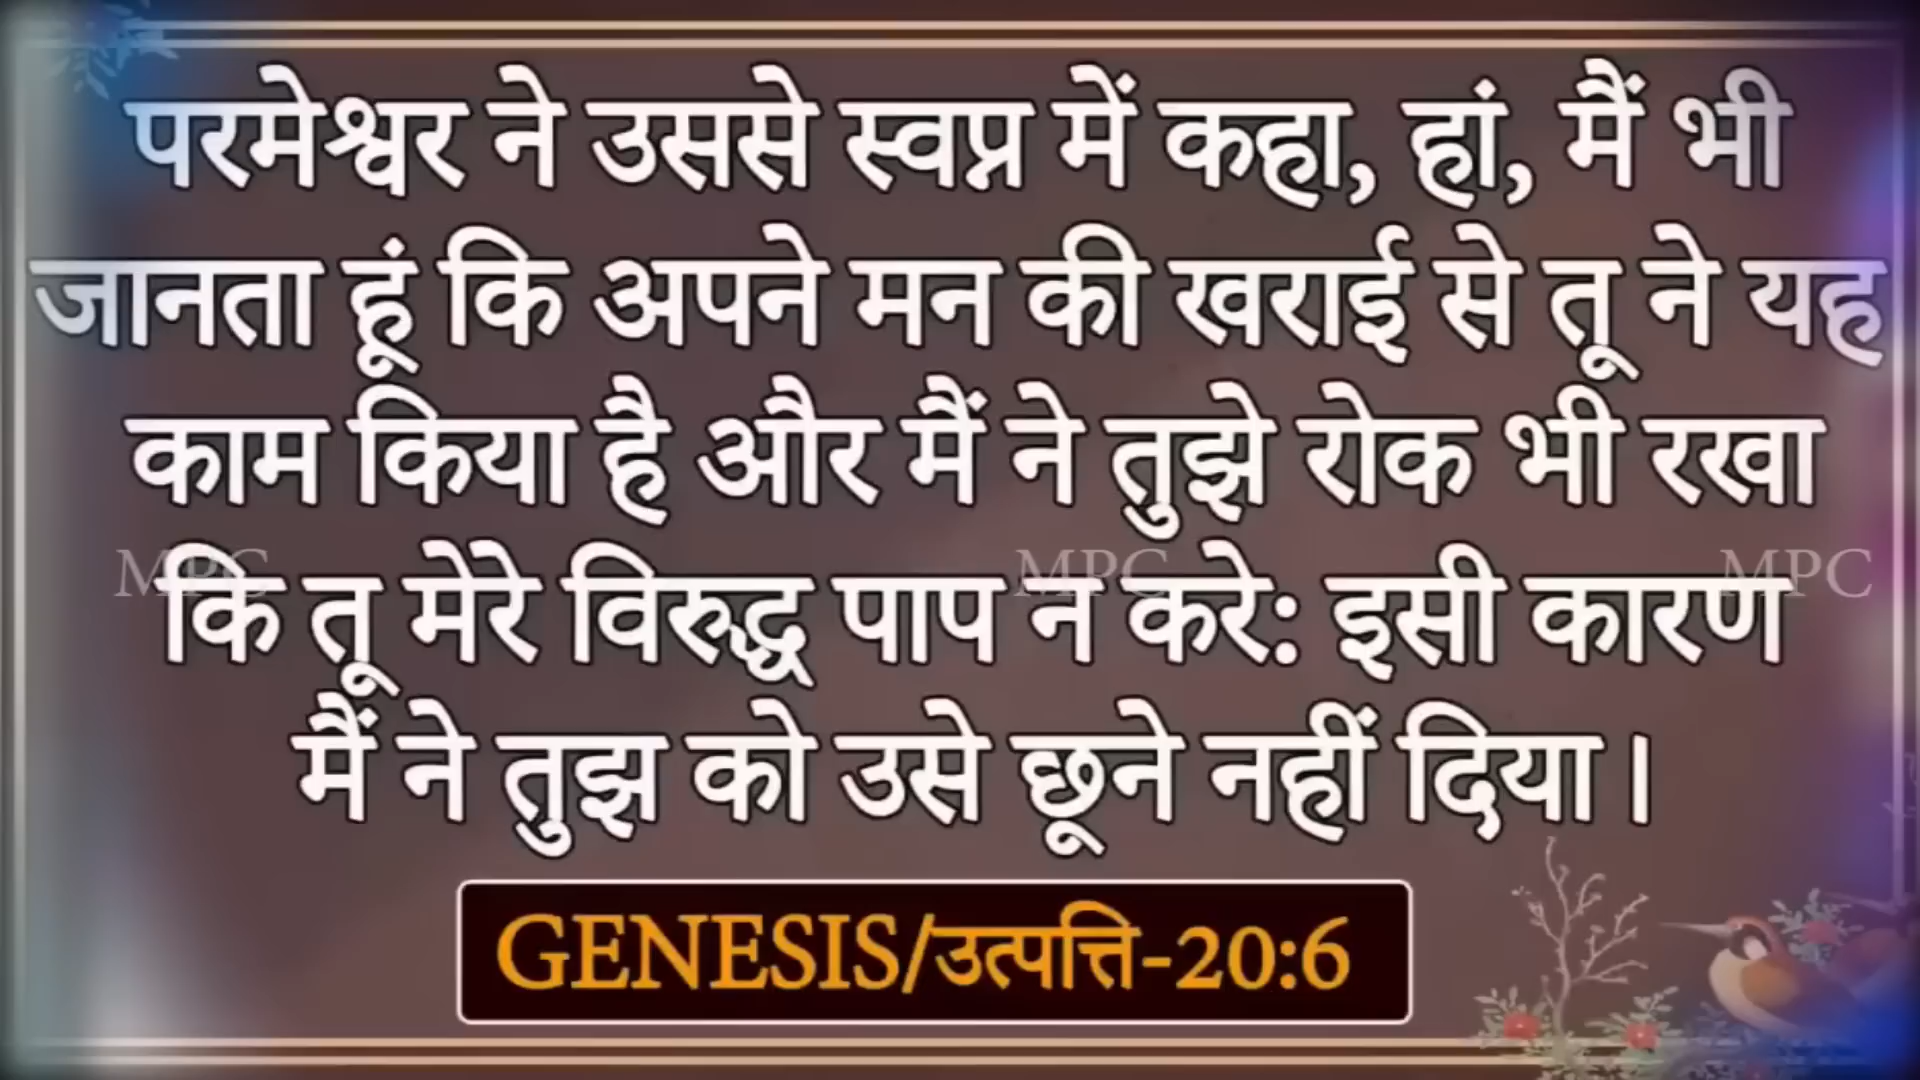 परमेश्वर ने उससे स्वप्न में कहा, हां, मैं भी
जानता हूं कि अपने मन की खराई से तू ने यह
काम किया है और मैं ने तुझे रोक भी रखा
MPC MPC MPC
कि तू मेरे विरुद्ध पाप न करे: इसी कारण
मैं ने तुझ को उसे छूने नहीं दिया।
GENESIS/उत्पत्ति-20:6